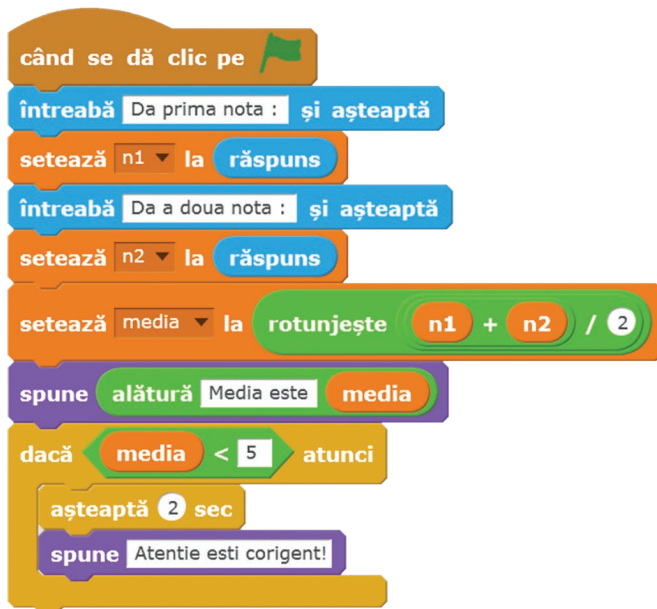 când se dă clic pe
întreabă Da prima nota : și așteaptă
setează n1 la răspuns
întreabă Da a doua nota : și așteaptă
setează n2 la răspuns
setează media la rotunjește n1 + n2 / 2
spune alătură Media este media
dacă media < 5 atunci
așteaptă 2 sec
spune Atentie esti corigent!